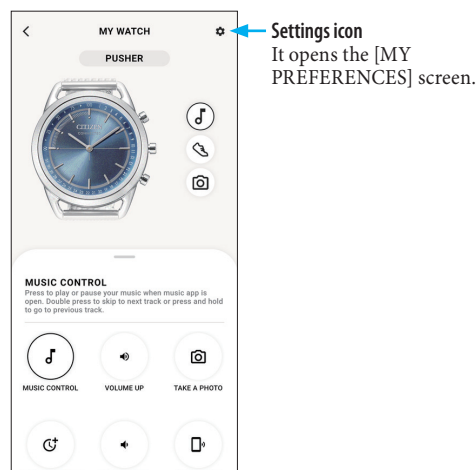 MY WATCH
Settings icon
It opens the [MY
PREFERENCES] screen.
PUSHER
CITIZEN
MUSIC CONTROL
Press to play or pause your music when music app is
open. Double press to skip to next track or press and hold
to go to previous track.
MUSIC CONTROL VOLUME UP TAKE A PHOTO